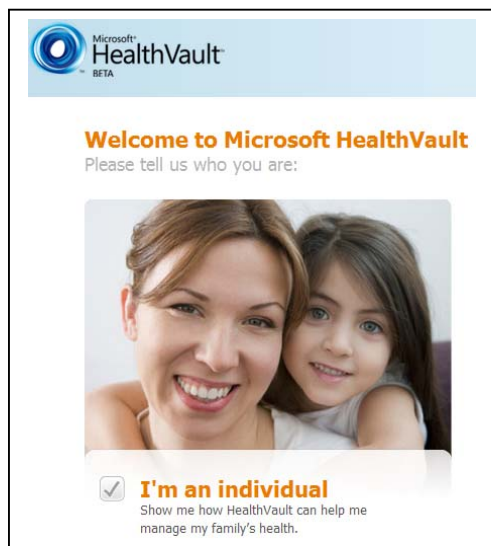 Microsoft®
HealthVault™
BETA
Welcome to Microsoft HealthVault
Please tell us who you are:
I'm an individual
Show me how HealthVault can help me
manage my family's health.